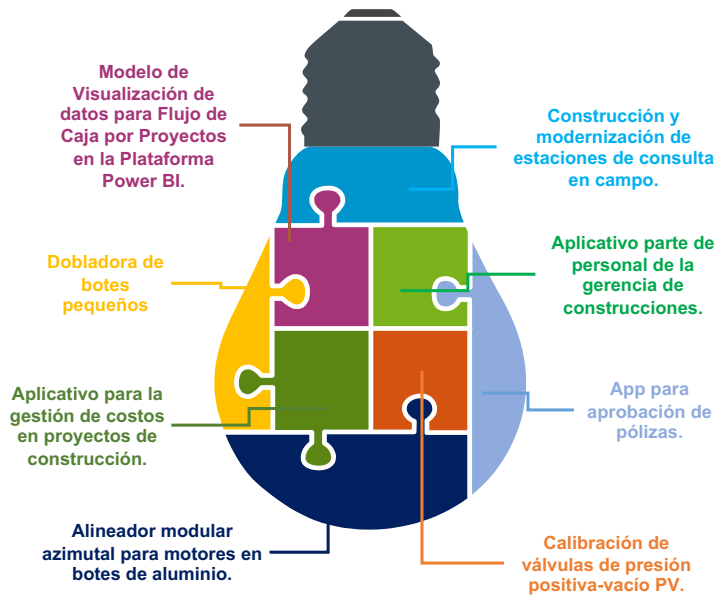 Modelo de
Visualización de
datos para Flujo de
Caja por Proyectos
en la Plataforma
Power BI.
Construcción y
modernización de
estaciones de consulta
en campo.
Dobladora de
botes
pequeños
Aplicativo parte de
personal de la
gerencia de
construcciones.
Aplicativo para la
gestión de costos
en proyectos de
construcción.
App para
aprobación de
pólizas.
Alineador modular
azimutal para motores en
botes de aluminio.
Calibración de
válvulas de presión
positiva-vacío PV.